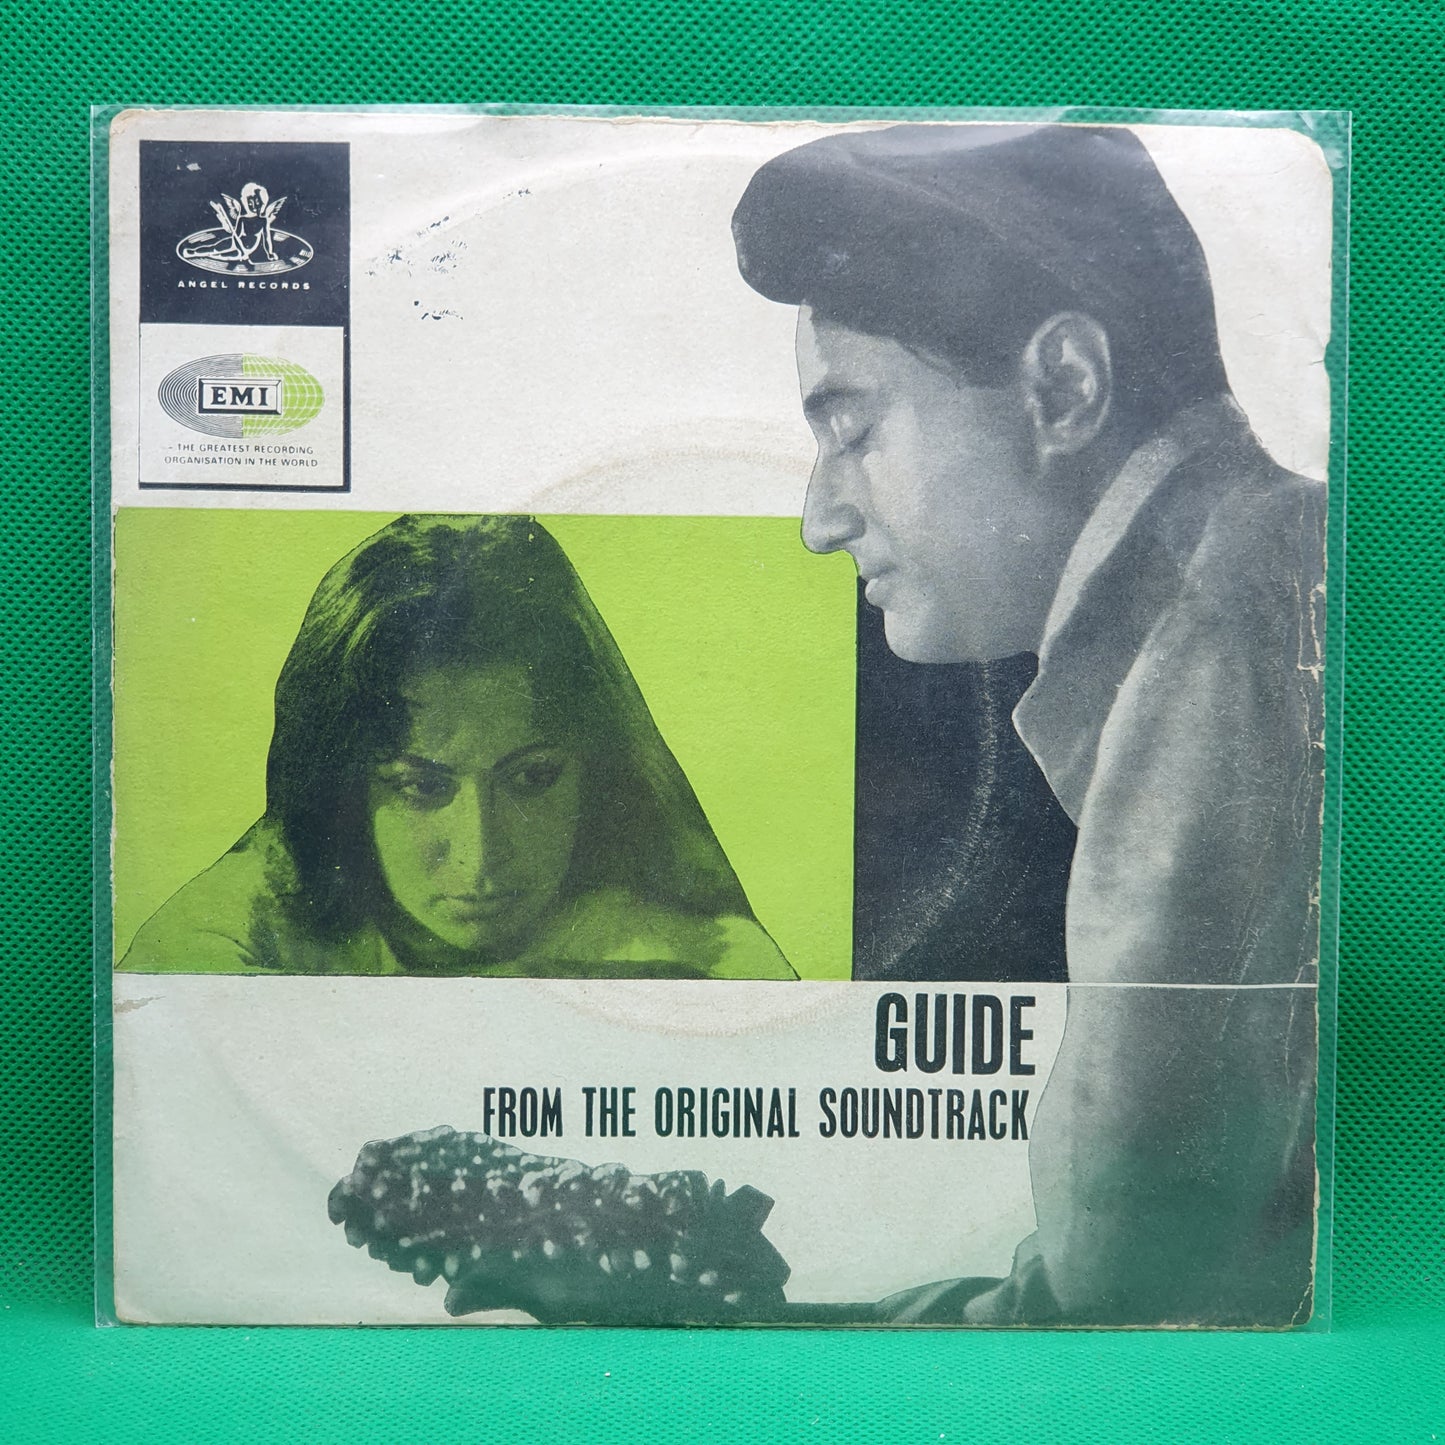 ANGEL RECORDS
EMI
- THE GREATEST RECORDING
ORGANISATION IN THE WORLD
GUIDE
FROM THE ORIGINAL SOUNDTRACK